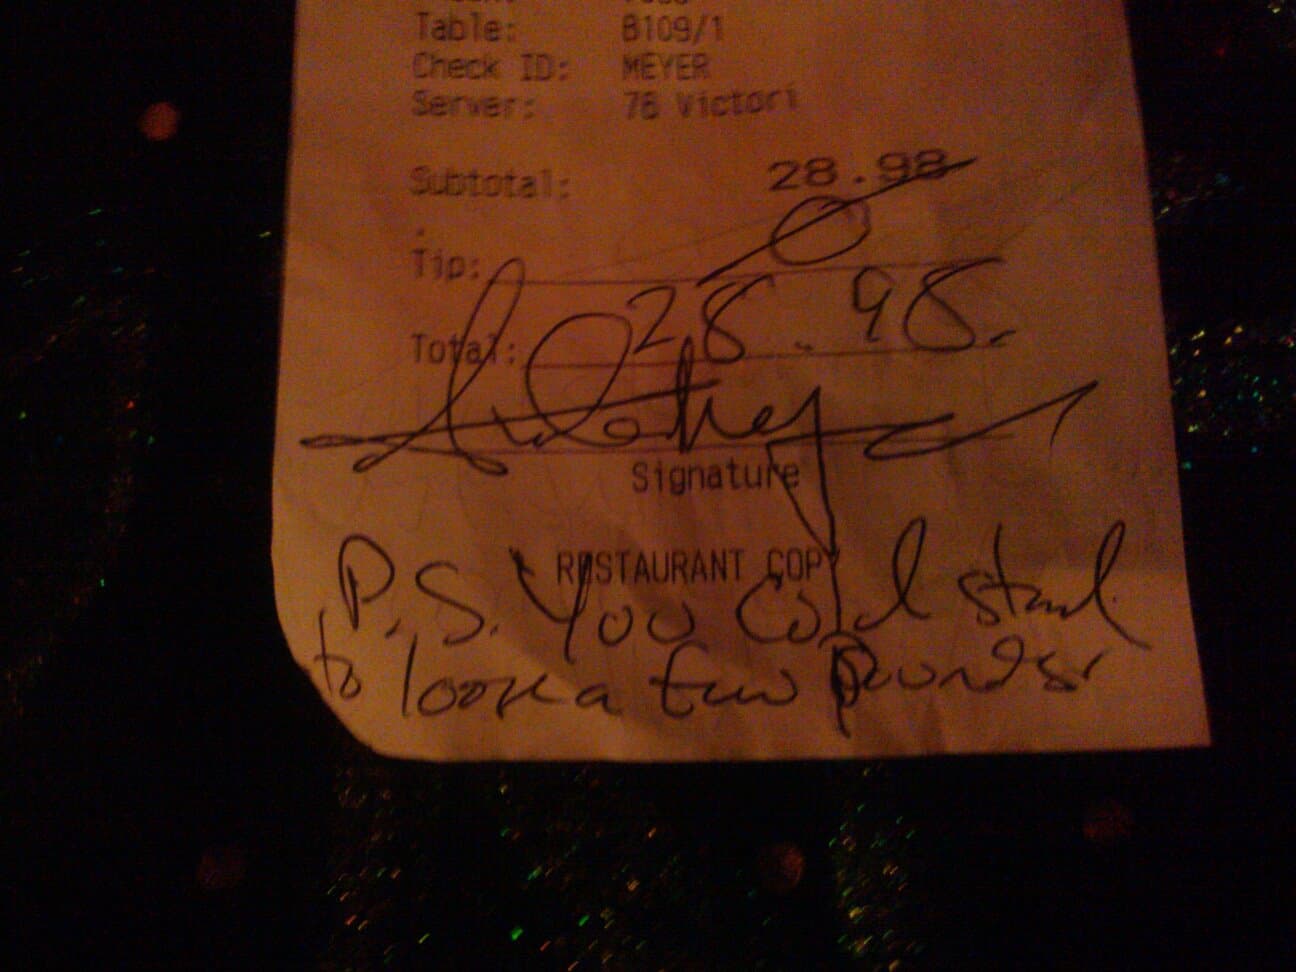 Table: B109/1
Check ID: MEYER
Server: 78 Victori
Subtotal: 28.98
Tip: 0
Total: 28.98.
Signature
RESTAURANT COPY
P.S. You cold stand
to loose a few pounds